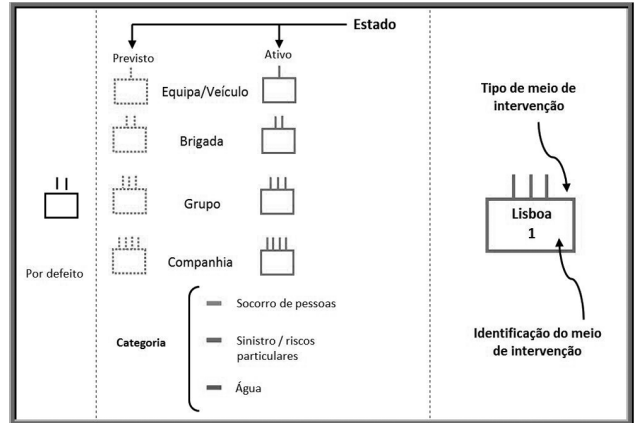 Estado
Previsto
Ativo
Equipa/Veículo
Brigada
Grupo
Companhia
Por defeito
Categoria
Socorro de pessoas
Sinistro / riscos
particulares
Água
Tipo de meio de
intervenção
Lisboa
1
Identificação do meio
de intervenção